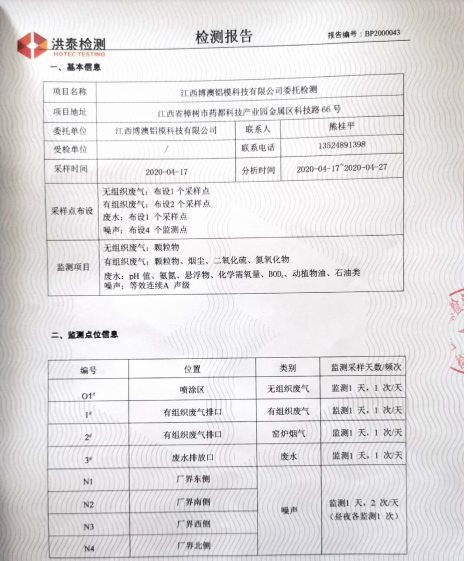 洪泰检测
HOTEC TESTING
检测报告
报告编号：BP2000043
一、基本信息
项目名称 江西博澳铝模科技有限公司委托检测
项目地址 江西省樟树市药都科技产业园金属区科技路 66 号
委托单位 江西博澳铝模科技有限公司 联系人 熊桂平
受检单位 / 联系电话 13524891398
采样时间 2020-04-17 分析时间 2020-04-17~2020-04-27
采样点布设
无组织废气：布设1 个采样点
有组织废气：布设2 个采样点
废水：布设1 个采样点
噪声：布设4 个监测点
监测项目
无组织废气：颗粒物
有组织废气：颗粒物、烟尘、二氧化硫、氮氧化物
废水：pH 值、氨氮、悬浮物、化学需氧量、BOD₅、动植物油、石油类
噪声：等效连续A 声级
二、监测点位信息
编号 位置 类别 监测采样天数/频次
O1# 喷涂区 无组织废气 监测1 天，1 次/天
1# 有组织废气排口 有组织废气 监测1 天，1 次/天
2# 有组织废气排口 窑炉烟气 监测1 天，1 次/天
3# 废水排放口 废水 监测1 天，1 次/天
N1 厂界东侧
N2 厂界南侧
N3 厂界西侧
N4 厂界北侧
噪声
监测1 天，2 次/天
（昼夜各监测1 次）